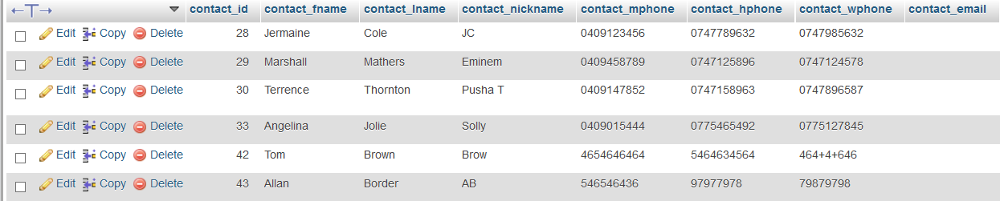 contact_id contact_fname contact_lname contact_nickname contact_mphone contact_hphone contact_wphone contact_email
Edit Copy Delete 28 Jermaine Cole JC 0409123456 0747789632 0747985632
Edit Copy Delete 29 Marshall Mathers Eminem 0409458789 0747125896 0747124578
Edit Copy Delete 30 Terrence Thornton Pusha T 0409147852 0747158963 0747896587
Edit Copy Delete 33 Angelina Jolie Solly 0409015444 0775465492 0775127845
Edit Copy Delete 42 Tom Brown Brow 4654646464 5464634564 464+4+646
Edit Copy Delete 43 Allan Border AB 546546436 97977978 79879798